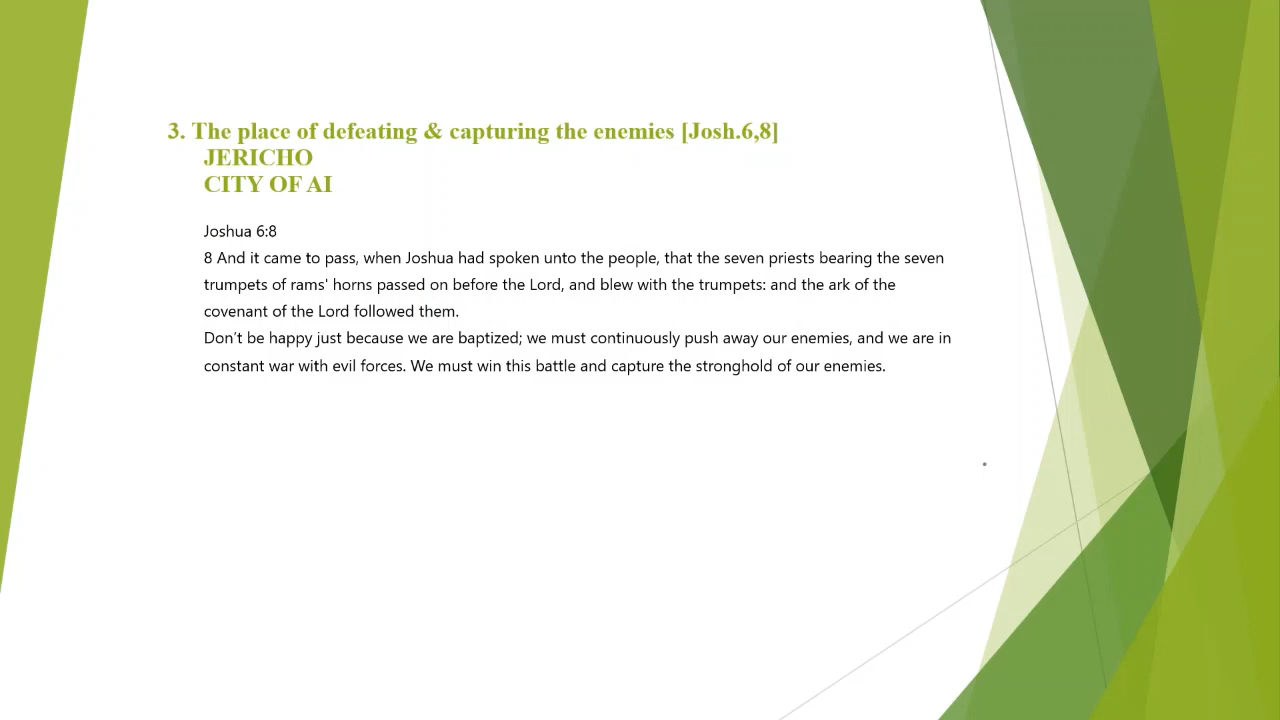 3. The place of defeating & capturing the enemies [Josh.6,8]
JERICHO
CITY OF AI
Joshua 6:8
8 And it came to pass, when Joshua had spoken unto the people, that the seven priests bearing the seven
trumpets of rams' horns passed on before the Lord, and blew with the trumpets: and the ark of the
covenant of the Lord followed them.
Don’t be happy just because we are baptized; we must continuously push away our enemies, and we are in
constant war with evil forces. We must win this battle and capture the stronghold of our enemies.